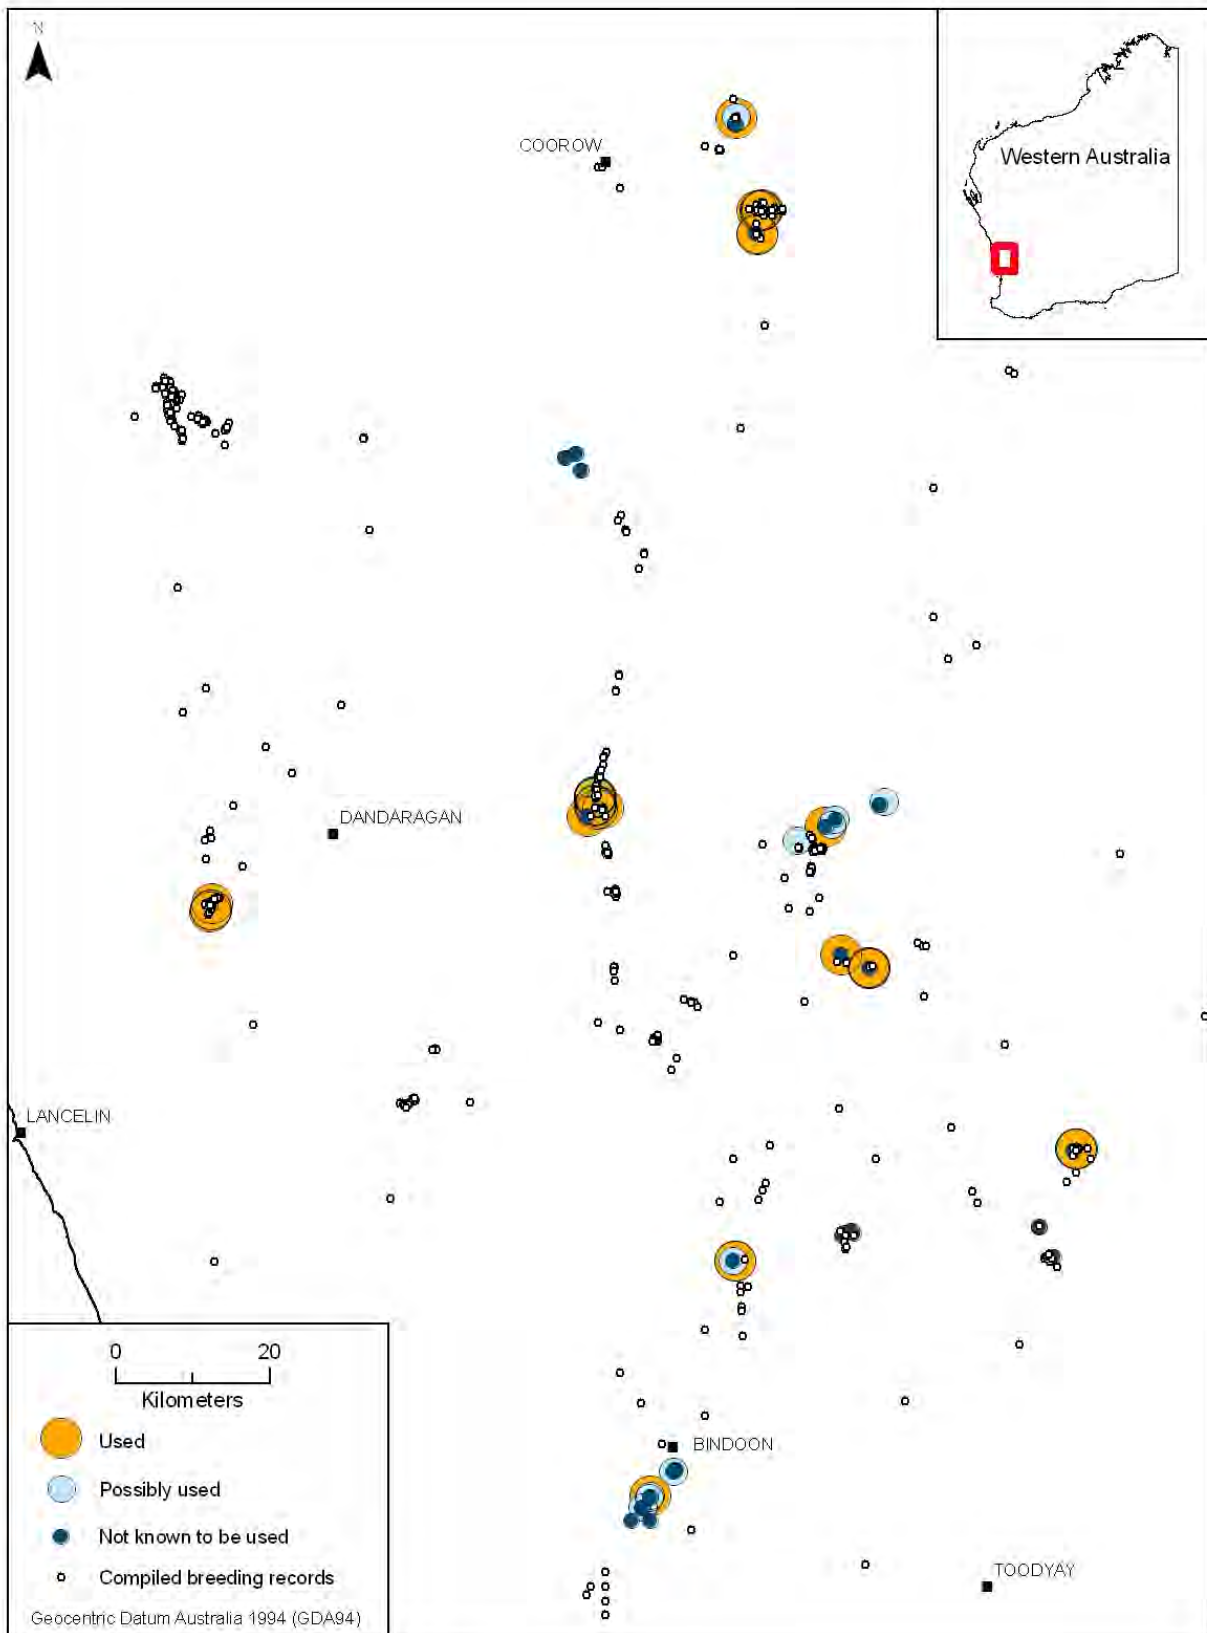 N
COOROW
Western Australia
DANDARAGAN
LANCELIN
0 20
Kilometers
Used
Possibly used
Not known to be used
Compiled breeding records
Geocentric Datum Australia 1994 (GDA94)
BINDOON
TOODYAY